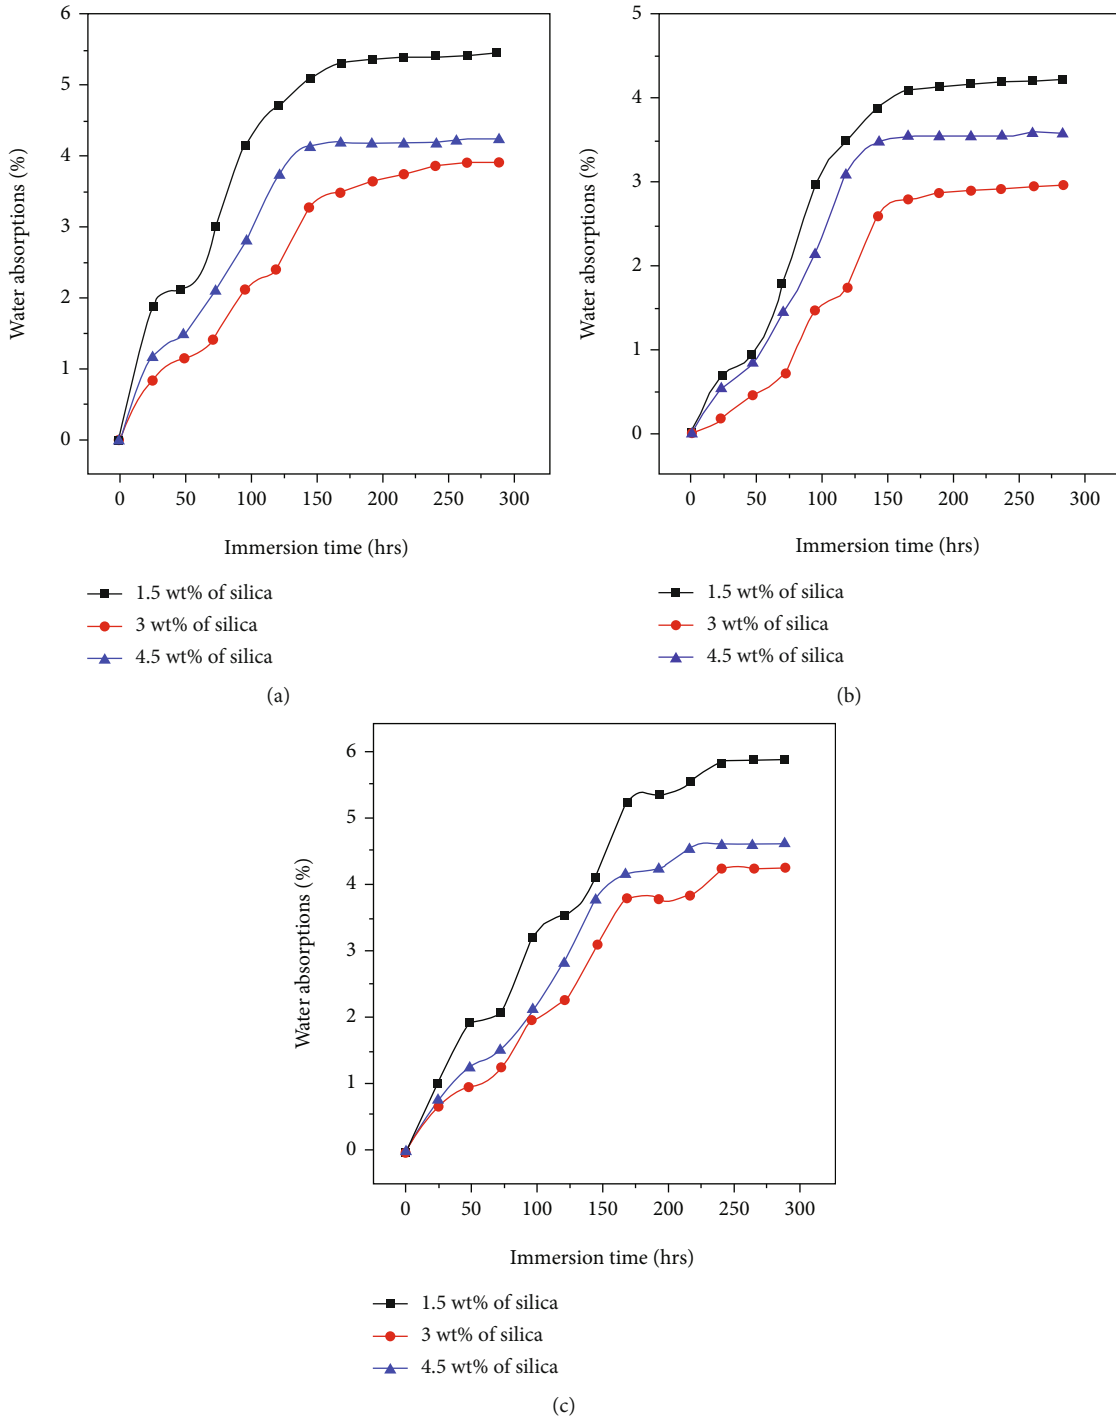 6
5
4
3
2
1
0
Water absorptions (%)
0 50 100 150 200 250 300
Immersion time (hrs)
1.5 wt% of silica
3 wt% of silica
4.5 wt% of silica
(a)
5
4
3
2
1
0
Water absorptions (%)
0 50 100 150 200 250 300
Immersion time (hrs)
1.5 wt% of silica
3 wt% of silica
4.5 wt% of silica
(b)
6
5
4
3
2
1
0
Water absorptions (%)
0 50 100 150 200 250 300
Immersion time (hrs)
1.5 wt% of silica
3 wt% of silica
4.5 wt% of silica
(c)